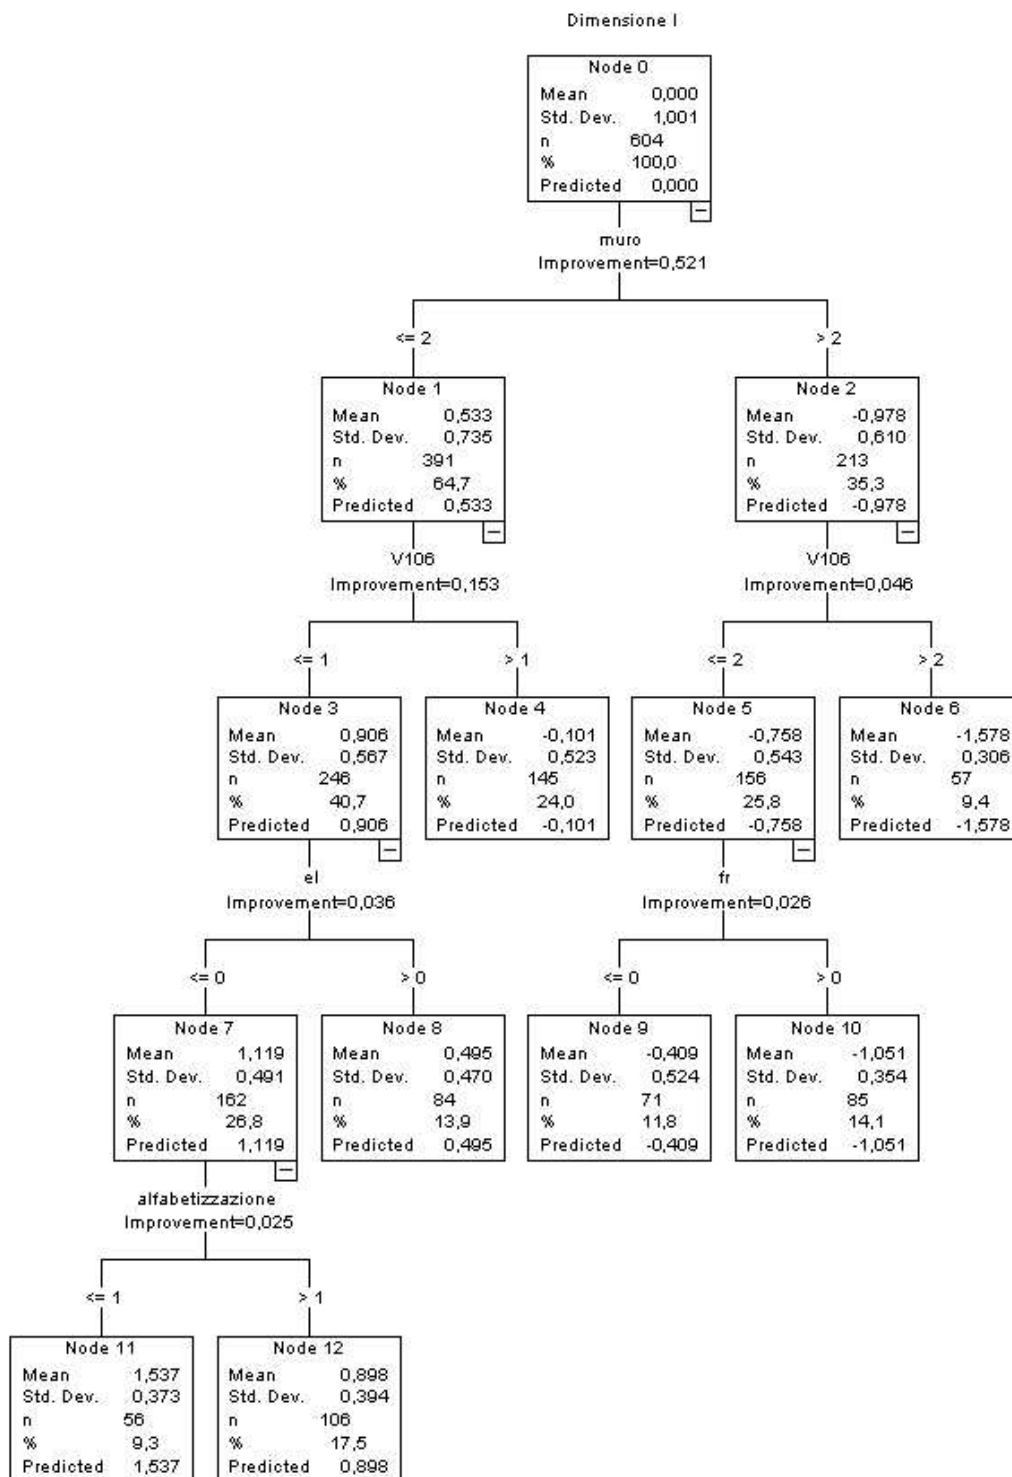 Dimensione I
Node 0
Mean 0,000
Std. Dev. 1,001
n 604
% 100,0
Predicted 0,000
muro
Improvement=0,521
<= 2
> 2
Node 1
Mean 0,533
Std. Dev. 0,735
n 391
% 64,7
Predicted 0,533
Node 2
Mean -0,978
Std. Dev. 0,610
n 213
% 35,3
Predicted -0,978
V106
Improvement=0,153
V106
Improvement=0,046
<= 1
> 1
<= 2
> 2
Node 3
Mean 0,906
Std. Dev. 0,567
n 246
% 40,7
Predicted 0,906
Node 4
Mean -0,101
Std. Dev. 0,523
n 145
% 24,0
Predicted -0,101
Node 5
Mean -0,758
Std. Dev. 0,543
n 156
% 25,8
Predicted -0,758
Node 6
Mean -1,578
Std. Dev. 0,306
n 57
% 9,4
Predicted -1,578
el
Improvement=0,036
fr
Improvement=0,026
<= 0
> 0
<= 0
> 0
Node 7
Mean 1,119
Std. Dev. 0,491
n 162
% 26,8
Predicted 1,119
Node 8
Mean 0,495
Std. Dev. 0,470
n 84
% 13,9
Predicted 0,495
Node 9
Mean -0,409
Std. Dev. 0,524
n 71
% 11,8
Predicted -0,409
Node 10
Mean -1,051
Std. Dev. 0,354
n 85
% 14,1
Predicted -1,051
alfabetizzazione
Improvement=0,025
<= 1
> 1
Node 11
Mean 1,537
Std. Dev. 0,373
n 56
% 9,3
Predicted 1,537
Node 12
Mean 0,898
Std. Dev. 0,394
n 106
% 17,5
Predicted 0,898